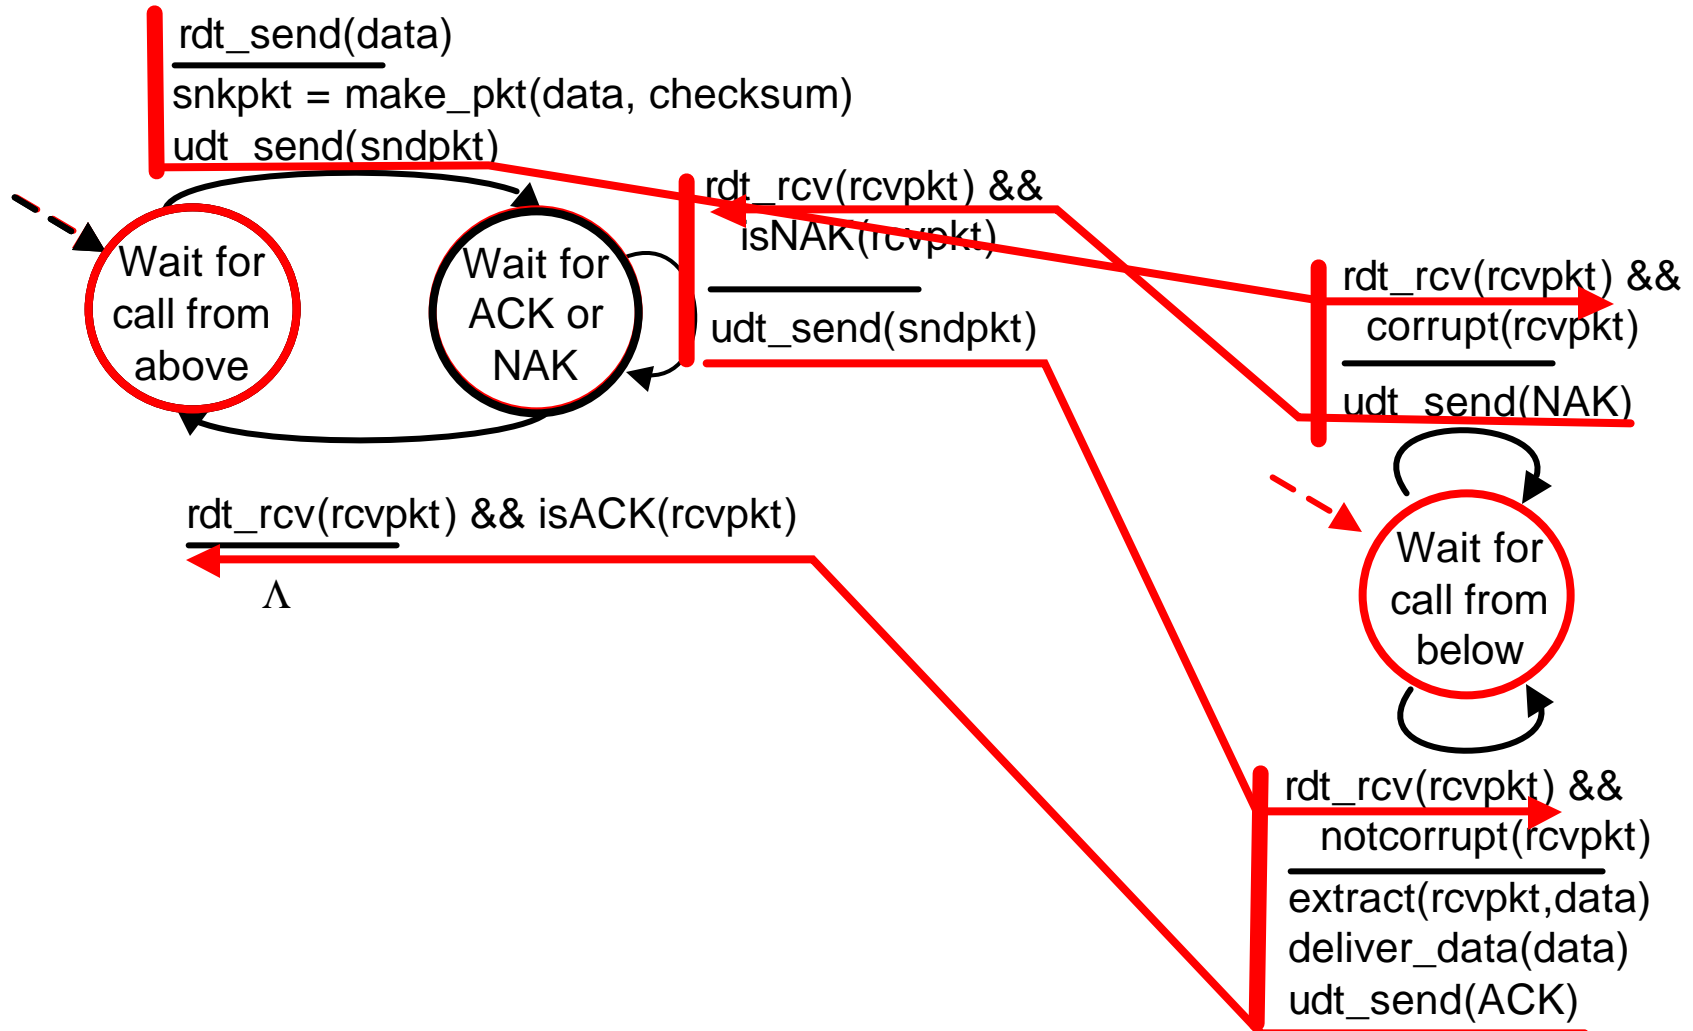 rdt_send(data)
snkpkt = make_pkt(data, checksum)
udt_send(sndpkt)
Wait for
call from
above
Wait for
ACK or
NAK
rdt_rcv(rcvpkt) &&
isNAK(rcvpkt)
udt_send(sndpkt)
rdt_rcv(rcvpkt) && isACK(rcvpkt)
Λ
rdt_rcv(rcvpkt) &&
corrupt(rcvpkt)
udt_send(NAK)
Wait for
call from
below
rdt_rcv(rcvpkt) &&
notcorrupt(rcvpkt)
extract(rcvpkt,data)
deliver_data(data)
udt_send(ACK)